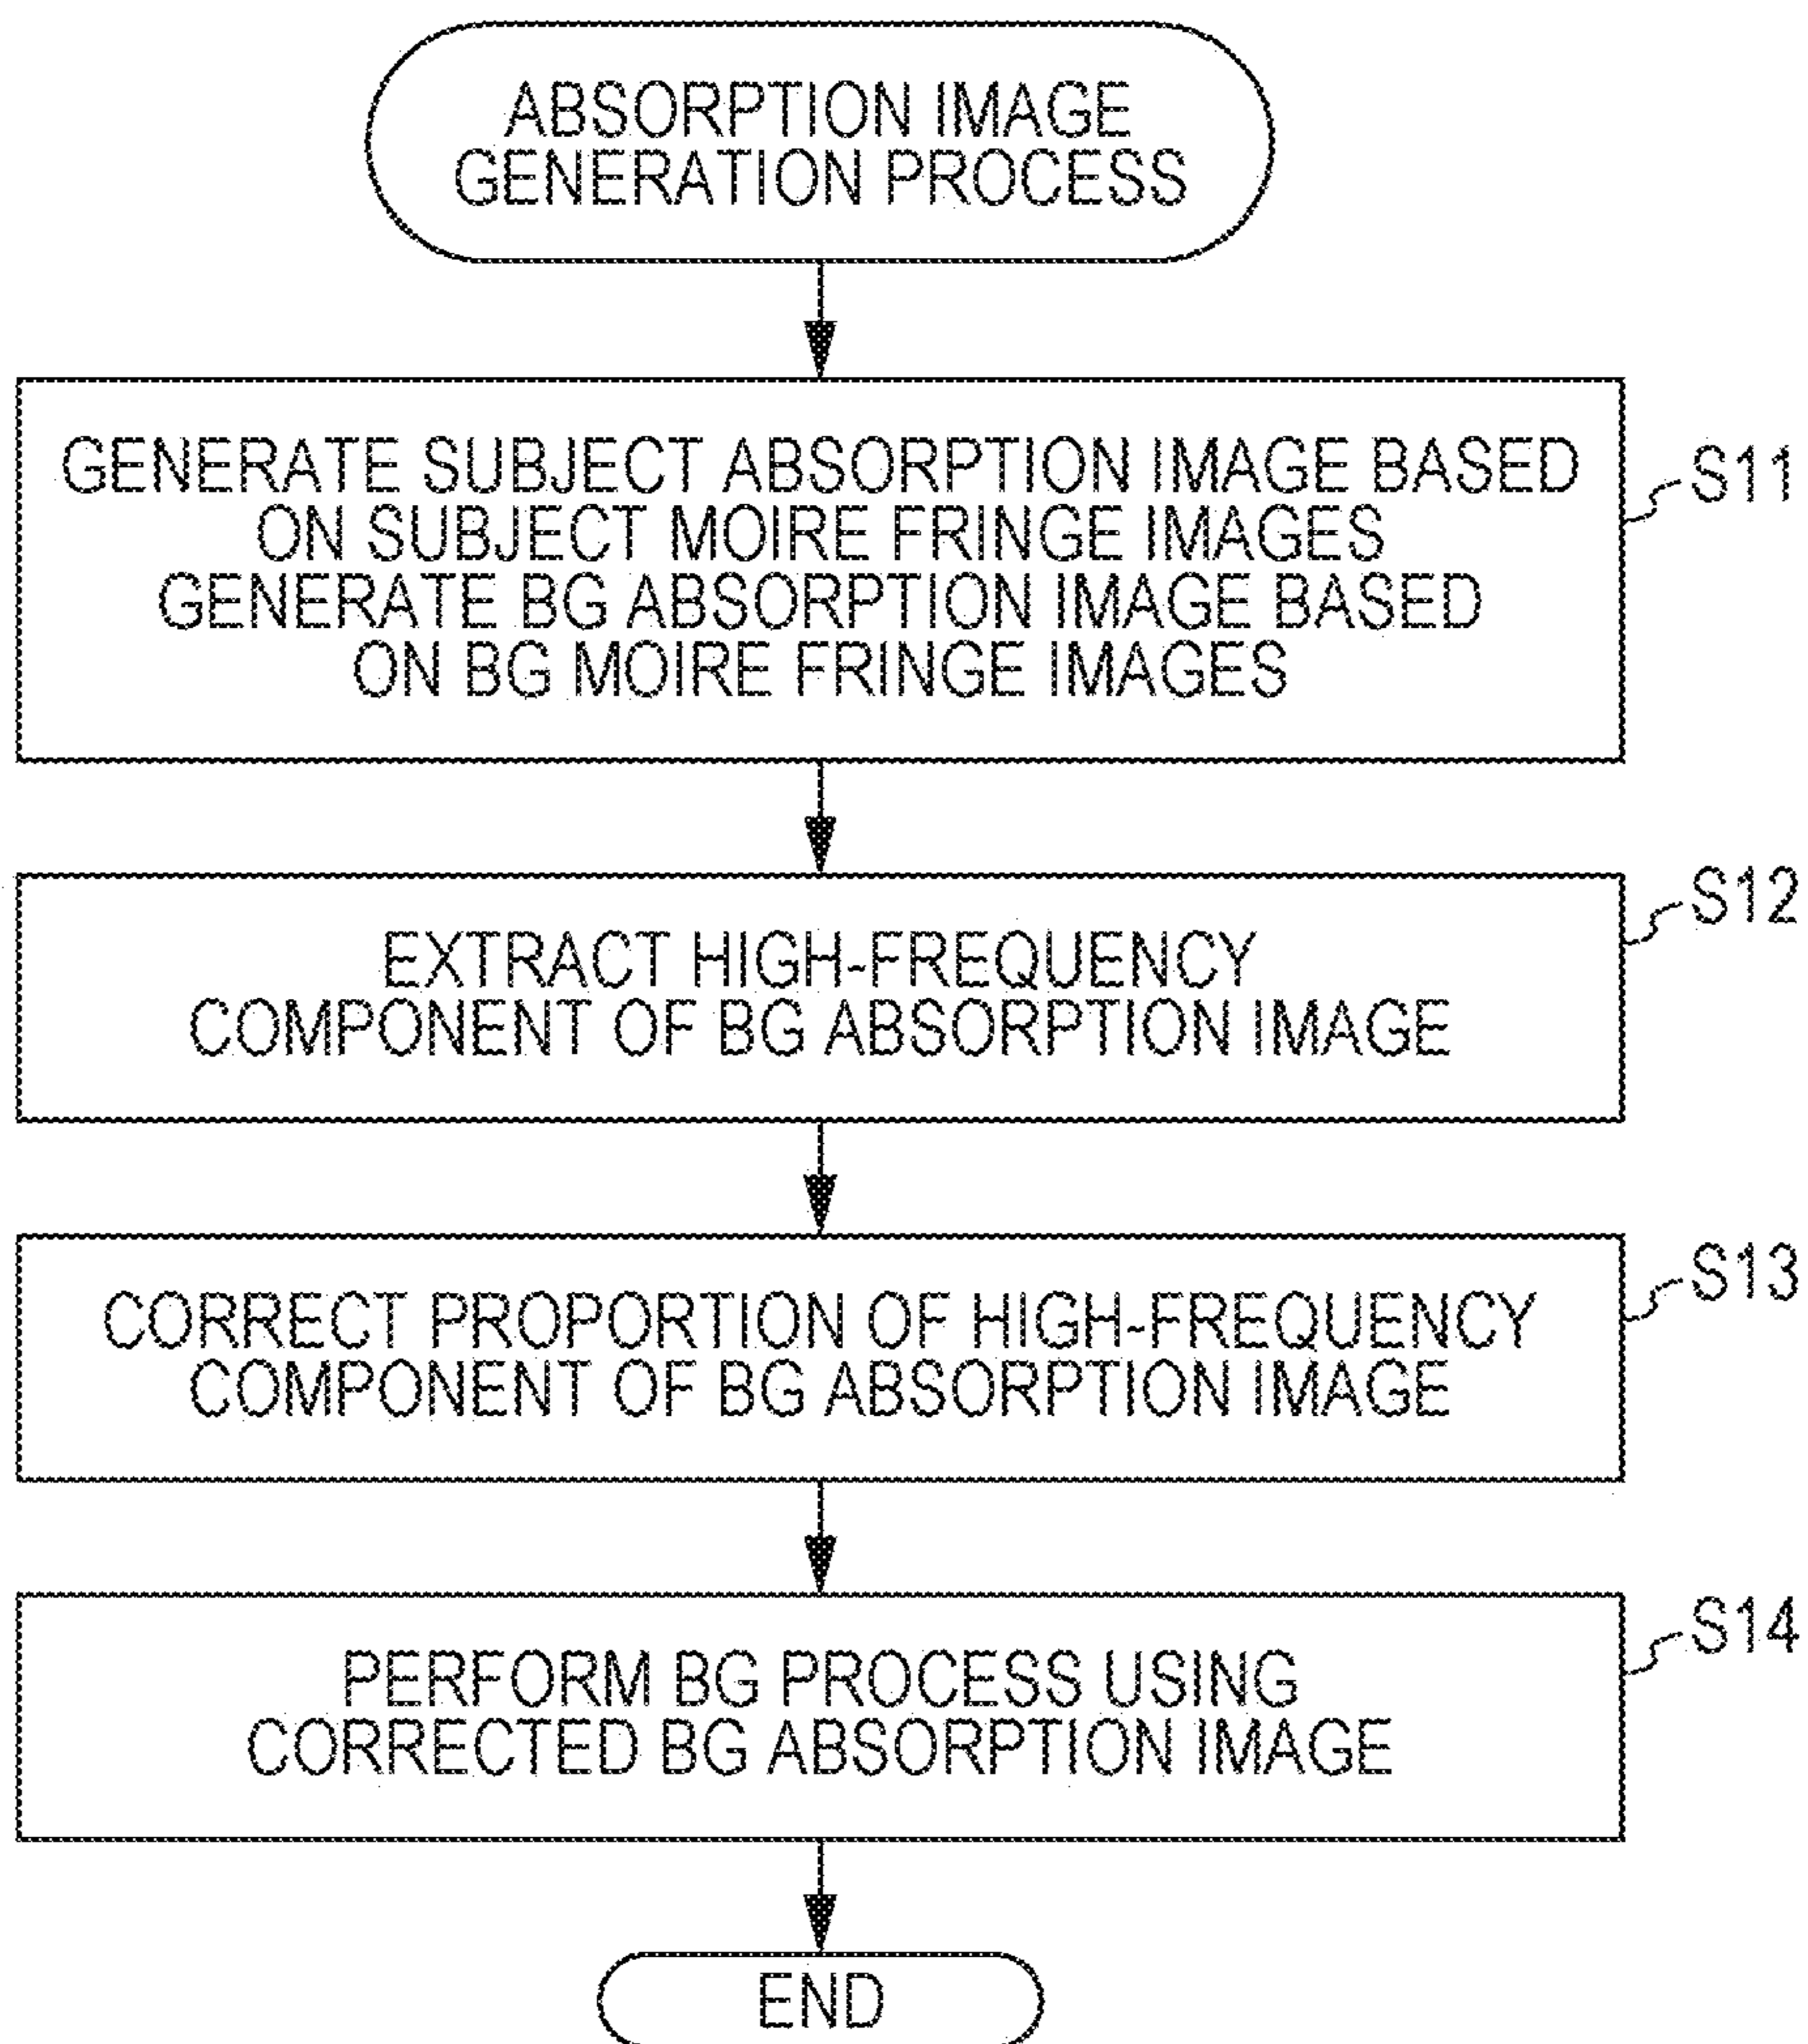 ABSORPTION IMAGE
GENERATION PROCESS
GENERATE SUBJECT ABSORPTION IMAGE BASED
ON SUBJECT MOIRE FRINGE IMAGES
GENERATE BG ABSORPTION IMAGE BASED
ON BG MOIRE FRINGE IMAGES
S11
EXTRACT HIGH-FREQUENCY
COMPONENT OF BG ABSORPTION IMAGE
S12
CORRECT PROPORTION OF HIGH-FREQUENCY
COMPONENT OF BG ABSORPTION IMAGE
S13
PERFORM BG PROCESS USING
CORRECTED BG ABSORPTION IMAGE
S14
END